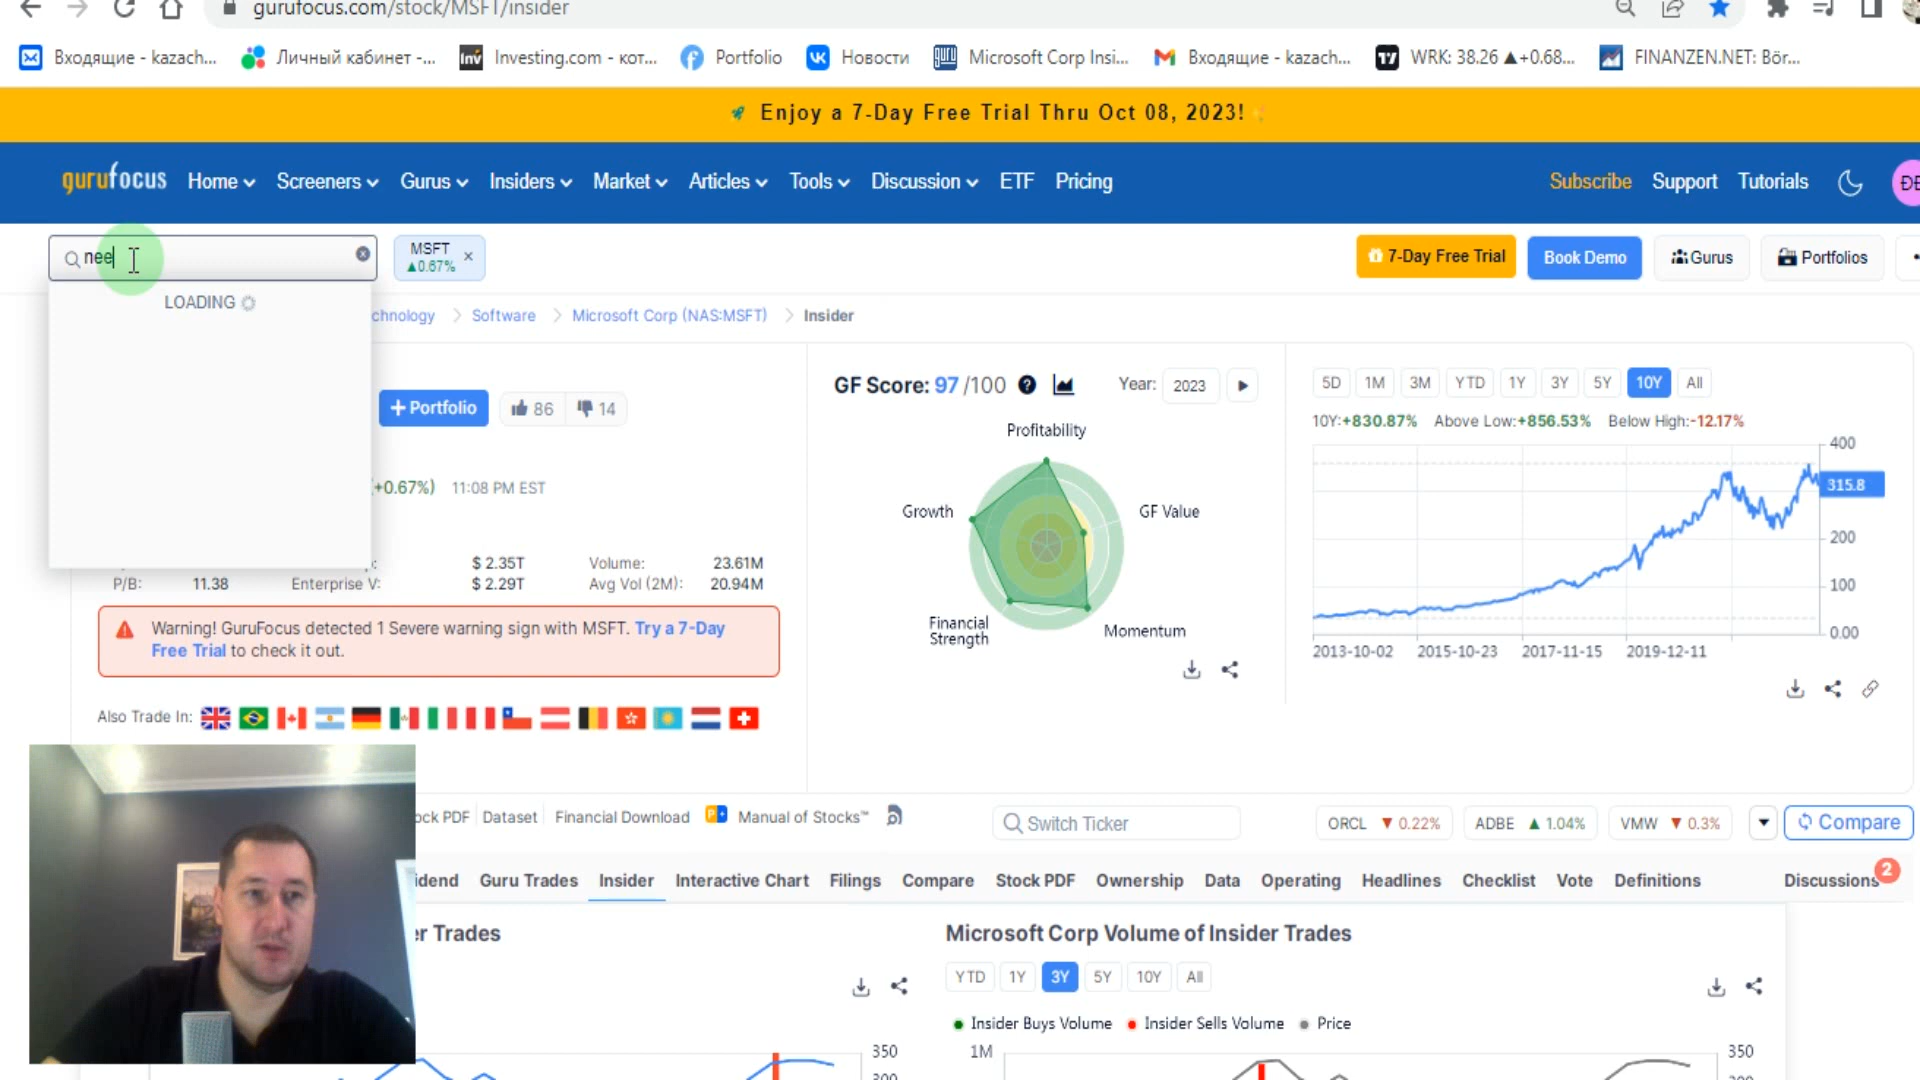 gurufocus.com/stock/MSFT/insider
Входящие - kazach...
Личный кабинет -...
Investing.com - кот...
Portfolio
Новости
Microsoft Corp Insi...
Входящие - kazach...
WRK: 38.26 ▲+0.68...
FINANZEN.NET: Bör...
Enjoy a 7-Day Free Trial Thru Oct 08, 2023!
gurufocus
Home
Screeners
Gurus
Insiders
Market
Articles
Tools
Discussion
ETF
Pricing
Subscribe
Support
Tutorials
nee
MSFT
▲0.67%
7-Day Free Trial
Book Demo
Gurus
Portfolios
LOADING
chnology
Software
Microsoft Corp (NAS:MSFT)
Insider
+ Portfolio
86
14
(+0.67%) 11:08 PM EST
$ 2.35T
Volume: 23.61M
P/B: 11.38
Enterprise V: $ 2.29T
Avg Vol (2M): 20.94M
Warning! GuruFocus detected 1 Severe warning sign with MSFT. Try a 7-Day
Free Trial to check it out.
Also Trade In:
GF Score: 97 /100
Year: 2023
Profitability
Growth
GF Value
Financial
Strength
Momentum
5D 1M 3M YTD 1Y 3Y 5Y 10Y All
10Y:+830.87% Above Low:+856.53% Below High:-12.17%
400
315.8
200
100
0.00
2013-10-02 2015-10-23 2017-11-15 2019-12-11
ock PDF
Dataset
Financial Download
Manual of Stocks™
Switch Ticker
ORCL ▼ 0.22%
ADBE ▲ 1.04%
VMW ▼ 0.3%
Compare
idend
Guru Trades
Insider
Interactive Chart
Filings
Compare
Stock PDF
Ownership
Data
Operating
Headlines
Checklist
Vote
Definitions
Discussions
2
er Trades
350
300
Microsoft Corp Volume of Insider Trades
YTD 1Y 3Y 5Y 10Y All
Insider Buys Volume
Insider Sells Volume
Price
1M
350